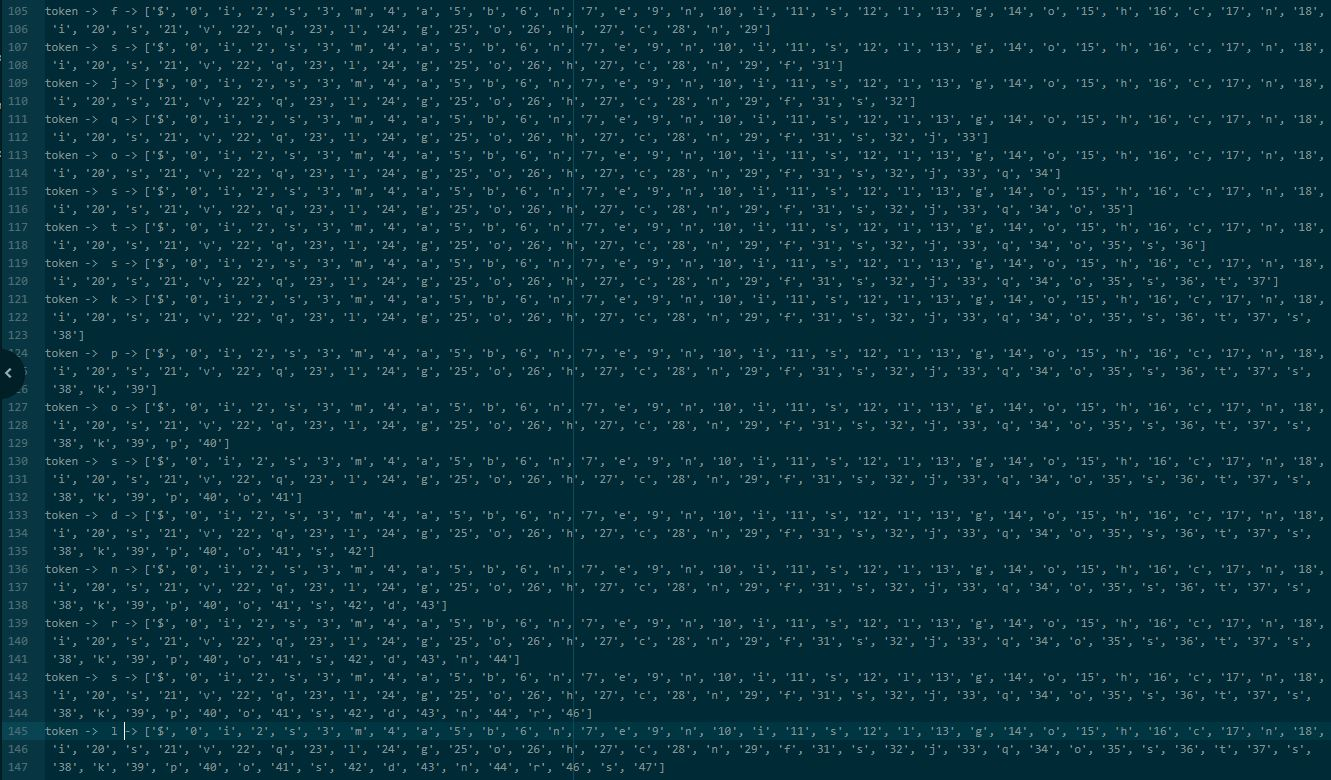 105 token -> f -> ['$', '0', 'i', '2', 's', '3', 'm', '4', 'a', '5', 'b', '6', 'n', '7', 'e', '9', 'n', '10', 'i', '11', 's', '12', 'l', '13', 'g', '14', 'o', '15', 'h', '16', 'c', '17', 'n', '18',
106 'i', '20', 's', '21', 'v', '22', 'q', '23', 'l', '24', 'g', '25', 'o', '26', 'h', '27', 'c', '28', 'n', '29']
107 token -> s -> ['$', '0', 'i', '2', 's', '3', 'm', '4', 'a', '5', 'b', '6', 'n', '7', 'e', '9', 'n', '10', 'i', '11', 's', '12', 'l', '13', 'g', '14', 'o', '15', 'h', '16', 'c', '17', 'n', '18',
108 'i', '20', 's', '21', 'v', '22', 'q', '23', 'l', '24', 'g', '25', 'o', '26', 'h', '27', 'c', '28', 'n', '29', 'f', '31']
109 token -> j -> ['$', '0', 'i', '2', 's', '3', 'm', '4', 'a', '5', 'b', '6', 'n', '7', 'e', '9', 'n', '10', 'i', '11', 's', '12', 'l', '13', 'g', '14', 'o', '15', 'h', '16', 'c', '17', 'n', '18',
110 'i', '20', 's', '21', 'v', '22', 'q', '23', 'l', '24', 'g', '25', 'o', '26', 'h', '27', 'c', '28', 'n', '29', 'f', '31', 's', '32']
111 token -> q -> ['$', '0', 'i', '2', 's', '3', 'm', '4', 'a', '5', 'b', '6', 'n', '7', 'e', '9', 'n', '10', 'i', '11', 's', '12', 'l', '13', 'g', '14', 'o', '15', 'h', '16', 'c', '17', 'n', '18',
112 'i', '20', 's', '21', 'v', '22', 'q', '23', 'l', '24', 'g', '25', 'o', '26', 'h', '27', 'c', '28', 'n', '29', 'f', '31', 's', '32', 'j', '33']
113 token -> o -> ['$', '0', 'i', '2', 's', '3', 'm', '4', 'a', '5', 'b', '6', 'n', '7', 'e', '9', 'n', '10', 'i', '11', 's', '12', 'l', '13', 'g', '14', 'o', '15', 'h', '16', 'c', '17', 'n', '18',
114 'i', '20', 's', '21', 'v', '22', 'q', '23', 'l', '24', 'g', '25', 'o', '26', 'h', '27', 'c', '28', 'n', '29', 'f', '31', 's', '32', 'j', '33', 'q', '34']
115 token -> s -> ['$', '0', 'i', '2', 's', '3', 'm', '4', 'a', '5', 'b', '6', 'n', '7', 'e', '9', 'n', '10', 'i', '11', 's', '12', 'l', '13', 'g', '14', 'o', '15', 'h', '16', 'c', '17', 'n', '18',
116 'i', '20', 's', '21', 'v', '22', 'q', '23', 'l', '24', 'g', '25', 'o', '26', 'h', '27', 'c', '28', 'n', '29', 'f', '31', 's', '32', 'j', '33', 'q', '34', 'o', '35']
117 token -> t -> ['$', '0', 'i', '2', 's', '3', 'm', '4', 'a', '5', 'b', '6', 'n', '7', 'e', '9', 'n', '10', 'i', '11', 's', '12', 'l', '13', 'g', '14', 'o', '15', 'h', '16', 'c', '17', 'n', '18',
118 'i', '20', 's', '21', 'v', '22', 'q', '23', 'l', '24', 'g', '25', 'o', '26', 'h', '27', 'c', '28', 'n', '29', 'f', '31', 's', '32', 'j', '33', 'q', '34', 'o', '35', 's', '36']
119 token -> s -> ['$', '0', 'i', '2', 's', '3', 'm', '4', 'a', '5', 'b', '6', 'n', '7', 'e', '9', 'n', '10', 'i', '11', 's', '12', 'l', '13', 'g', '14', 'o', '15', 'h', '16', 'c', '17', 'n', '18',
120 'i', '20', 's', '21', 'v', '22', 'q', '23', 'l', '24', 'g', '25', 'o', '26', 'h', '27', 'c', '28', 'n', '29', 'f', '31', 's', '32', 'j', '33', 'q', '34', 'o', '35', 's', '36', 't', '37']
121 token -> k -> ['$', '0', 'i', '2', 's', '3', 'm', '4', 'a', '5', 'b', '6', 'n', '7', 'e', '9', 'n', '10', 'i', '11', 's', '12', 'l', '13', 'g', '14', 'o', '15', 'h', '16', 'c', '17', 'n', '18',
122 'i', '20', 's', '21', 'v', '22', 'q', '23', 'l', '24', 'g', '25', 'o', '26', 'h', '27', 'c', '28', 'n', '29', 'f', '31', 's', '32', 'j', '33', 'q', '34', 'o', '35', 's', '36', 't', '37', 's',
123 '38']
24 token -> p -> ['$', '0', 'i', '2', 's', '3', 'm', '4', 'a', '5', 'b', '6', 'n', '7', 'e', '9', 'n', '10', 'i', '11', 's', '12', 'l', '13', 'g', '14', 'o', '15', 'h', '16', 'c', '17', 'n', '18',
5 'i', '20', 's', '21', 'v', '22', 'q', '23', 'l', '24', 'g', '25', 'o', '26', 'h', '27', 'c', '28', 'n', '29', 'f', '31', 's', '32', 'j', '33', 'q', '34', 'o', '35', 's', '36', 't', '37', 's',
6 '38', 'k', '39']
127 token -> o -> ['$', '0', 'i', '2', 's', '3', 'm', '4', 'a', '5', 'b', '6', 'n', '7', 'e', '9', 'n', '10', 'i', '11', 's', '12', 'l', '13', 'g', '14', 'o', '15', 'h', '16', 'c', '17', 'n', '18',
128 'i', '20', 's', '21', 'v', '22', 'q', '23', 'l', '24', 'g', '25', 'o', '26', 'h', '27', 'c', '28', 'n', '29', 'f', '31', 's', '32', 'j', '33', 'q', '34', 'o', '35', 's', '36', 't', '37', 's',
129 '38', 'k', '39', 'p', '40']
130 token -> s -> ['$', '0', 'i', '2', 's', '3', 'm', '4', 'a', '5', 'b', '6', 'n', '7', 'e', '9', 'n', '10', 'i', '11', 's', '12', 'l', '13', 'g', '14', 'o', '15', 'h', '16', 'c', '17', 'n', '18',
131 'i', '20', 's', '21', 'v', '22', 'q', '23', 'l', '24', 'g', '25', 'o', '26', 'h', '27', 'c', '28', 'n', '29', 'f', '31', 's', '32', 'j', '33', 'q', '34', 'o', '35', 's', '36', 't', '37', 's',
132 '38', 'k', '39', 'p', '40', 'o', '41']
133 token -> d -> ['$', '0', 'i', '2', 's', '3', 'm', '4', 'a', '5', 'b', '6', 'n', '7', 'e', '9', 'n', '10', 'i', '11', 's', '12', 'l', '13', 'g', '14', 'o', '15', 'h', '16', 'c', '17', 'n', '18',
134 'i', '20', 's', '21', 'v', '22', 'q', '23', 'l', '24', 'g', '25', 'o', '26', 'h', '27', 'c', '28', 'n', '29', 'f', '31', 's', '32', 'j', '33', 'q', '34', 'o', '35', 's', '36', 't', '37', 's',
135 '38', 'k', '39', 'p', '40', 'o', '41', 's', '42']
136 token -> n -> ['$', '0', 'i', '2', 's', '3', 'm', '4', 'a', '5', 'b', '6', 'n', '7', 'e', '9', 'n', '10', 'i', '11', 's', '12', 'l', '13', 'g', '14', 'o', '15', 'h', '16', 'c', '17', 'n', '18',
137 'i', '20', 's', '21', 'v', '22', 'q', '23', 'l', '24', 'g', '25', 'o', '26', 'h', '27', 'c', '28', 'n', '29', 'f', '31', 's', '32', 'j', '33', 'q', '34', 'o', '35', 's', '36', 't', '37', 's',
138 '38', 'k', '39', 'p', '40', 'o', '41', 's', '42', 'd', '43']
139 token -> r -> ['$', '0', 'i', '2', 's', '3', 'm', '4', 'a', '5', 'b', '6', 'n', '7', 'e', '9', 'n', '10', 'i', '11', 's', '12', 'l', '13', 'g', '14', 'o', '15', 'h', '16', 'c', '17', 'n', '18',
140 'i', '20', 's', '21', 'v', '22', 'q', '23', 'l', '24', 'g', '25', 'o', '26', 'h', '27', 'c', '28', 'n', '29', 'f', '31', 's', '32', 'j', '33', 'q', '34', 'o', '35', 's', '36', 't', '37', 's',
141 '38', 'k', '39', 'p', '40', 'o', '41', 's', '42', 'd', '43', 'n', '44']
142 token -> s -> ['$', '0', 'i', '2', 's', '3', 'm', '4', 'a', '5', 'b', '6', 'n', '7', 'e', '9', 'n', '10', 'i', '11', 's', '12', 'l', '13', 'g', '14', 'o', '15', 'h', '16', 'c', '17', 'n', '18',
143 'i', '20', 's', '21', 'v', '22', 'q', '23', 'l', '24', 'g', '25', 'o', '26', 'h', '27', 'c', '28', 'n', '29', 'f', '31', 's', '32', 'j', '33', 'q', '34', 'o', '35', 's', '36', 't', '37', 's',
144 '38', 'k', '39', 'p', '40', 'o', '41', 's', '42', 'd', '43', 'n', '44', 'r', '46']
145 token -> l -> ['$', '0', 'i', '2', 's', '3', 'm', '4', 'a', '5', 'b', '6', 'n', '7', 'e', '9', 'n', '10', 'i', '11', 's', '12', 'l', '13', 'g', '14', 'o', '15', 'h', '16', 'c', '17', 'n', '18',
146 'i', '20', 's', '21', 'v', '22', 'q', '23', 'l', '24', 'g', '25', 'o', '26', 'h', '27', 'c', '28', 'n', '29', 'f', '31', 's', '32', 'j', '33', 'q', '34', 'o', '35', 's', '36', 't', '37', 's',
147 '38', 'k', '39', 'p', '40', 'o', '41', 's', '42', 'd', '43', 'n', '44', 'r', '46', 's', '47']